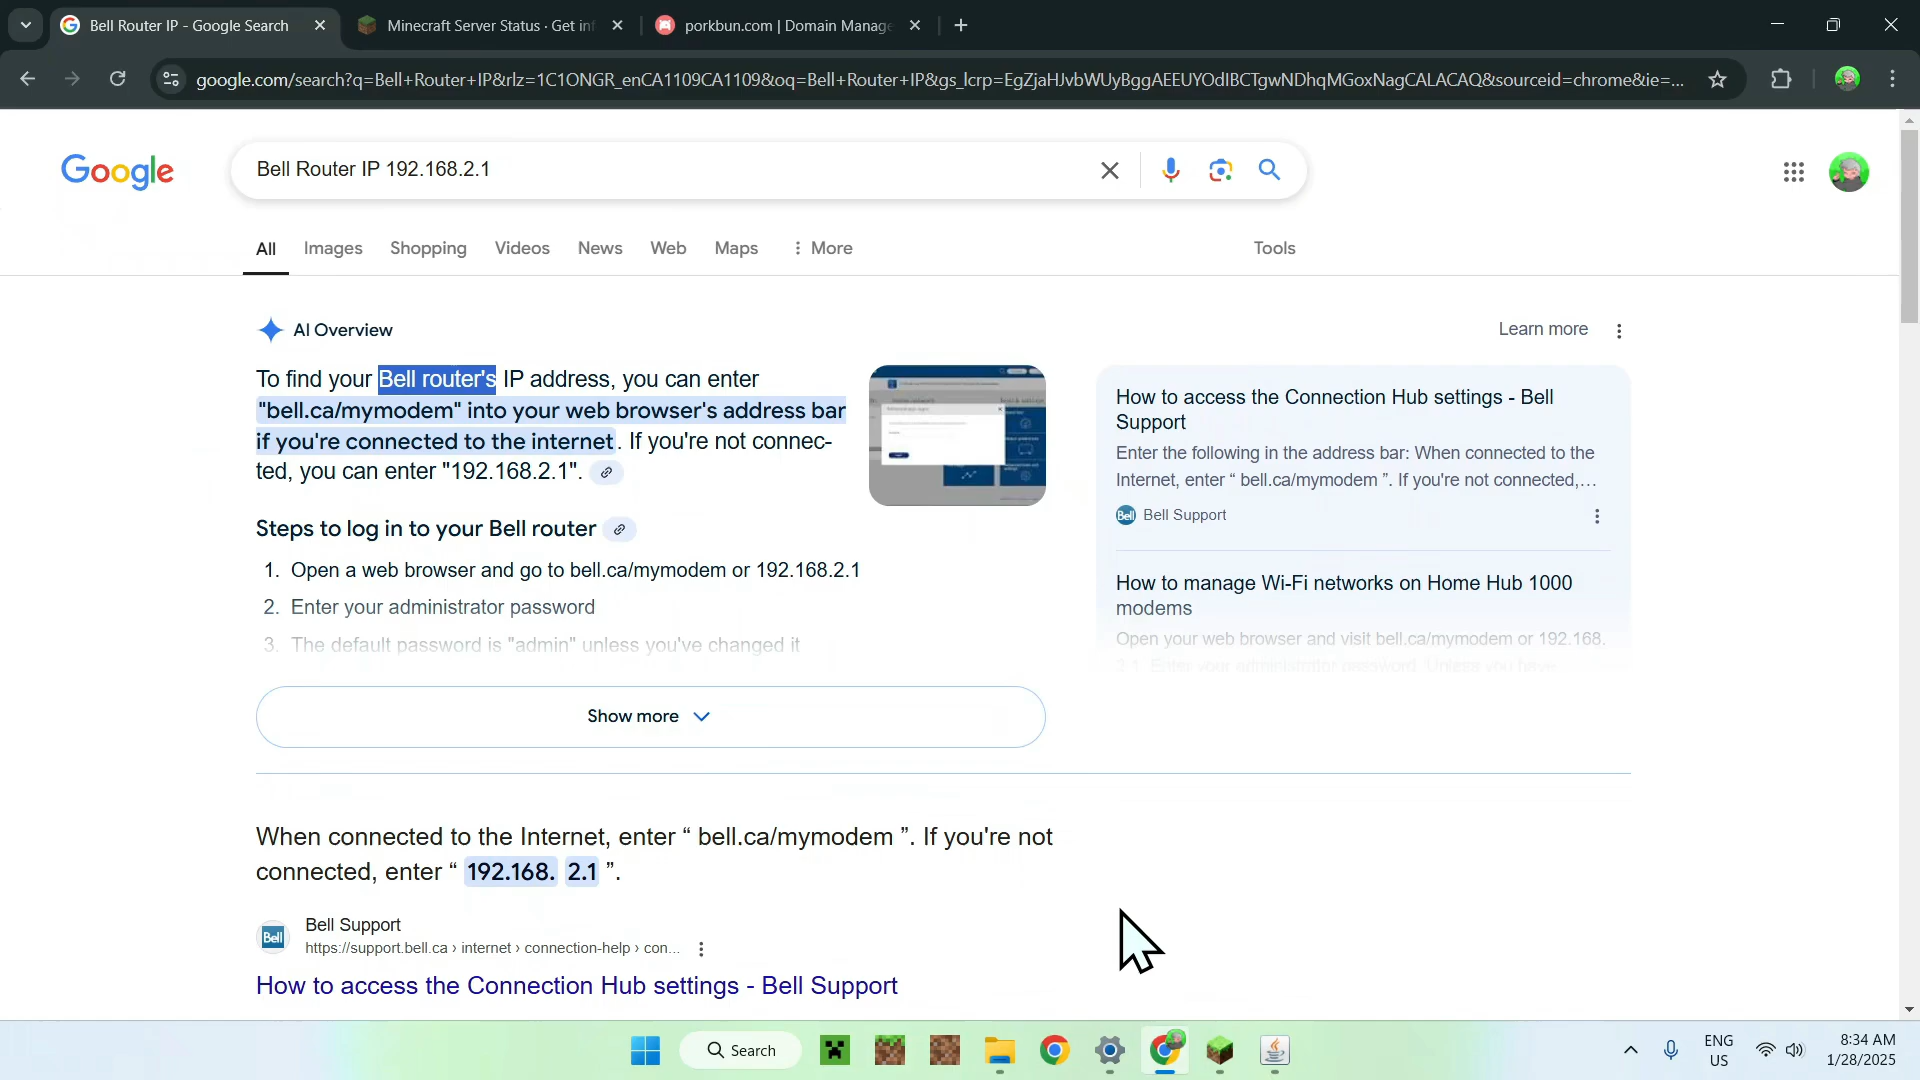 Bell Router IP - Google Search
Minecraft Server Status · Get inf
porkbun.com | Domain Manage
google.com/search?q=Bell+Router+IP&rlz=1C1ONGR_enCA1109CA1109&oq=Bell+Router+IP&gs_lcrp=EgZjaHJvbWUyBggAEEUYOdIBCTgwNDhqMGoxNagCALACAQ&sourceid=chrome&ie=...
Google
Bell Router IP 192.168.2.1
All Images Shopping Videos News Web Maps More Tools
AI Overview
Learn more
To find your Bell router's IP address, you can enter
"bell.ca/mymodem" into your web browser's address bar
if you're connected to the internet. If you're not connec-
ted, you can enter "192.168.2.1".
Steps to log in to your Bell router
1. Open a web browser and go to bell.ca/mymodem or 192.168.2.1
2. Enter your administrator password
3. The default password is "admin" unless you've changed it
Show more
How to access the Connection Hub settings - Bell
Support
Enter the following in the address bar: When connected to the
Internet, enter “ bell.ca/mymodem ”. If you're not connected,...
Bell Bell Support
How to manage Wi-Fi networks on Home Hub 1000
modems
Open your web browser and visit bell.ca/mymodem or 192.168.
2.1. Enter your administrator password. Unless you have
When connected to the Internet, enter “ bell.ca/mymodem ”. If you're not
connected, enter “ 192.168. 2.1 ”.
Bell
Bell Support
https://support.bell.ca › internet › connection-help › con...
How to access the Connection Hub settings - Bell Support
Search
ENG
US
8:34 AM
1/28/2025